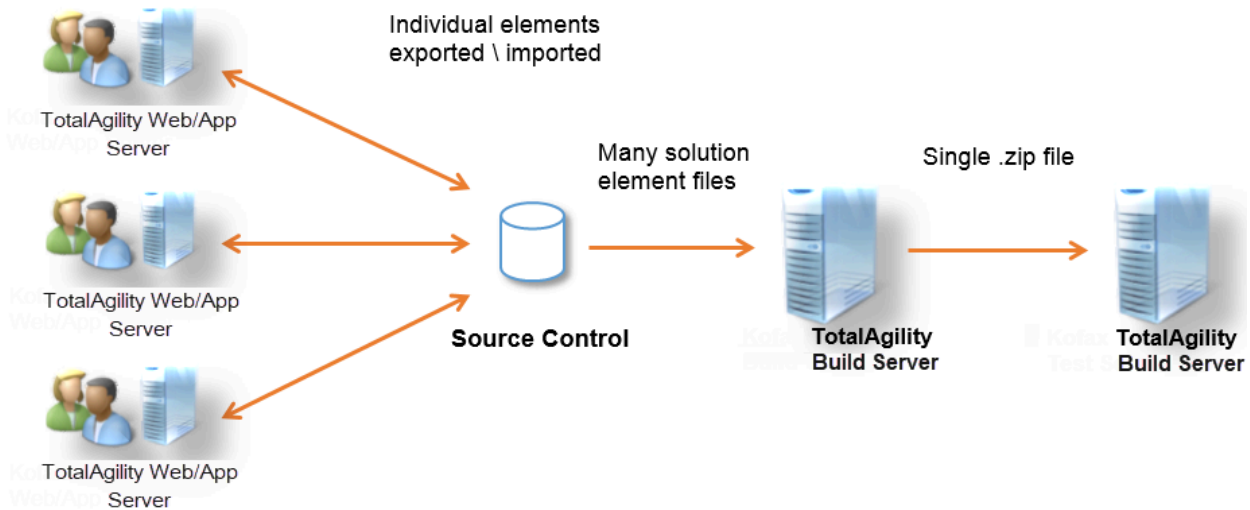 Individual elements
exported \ imported
TotalAgility Web/App
Server
Many solution
element files
Single .zip file
TotalAgility Web/App
Server
Source Control
TotalAgility
Build Server
TotalAgility
Build Server
TotalAgility Web/App
Server